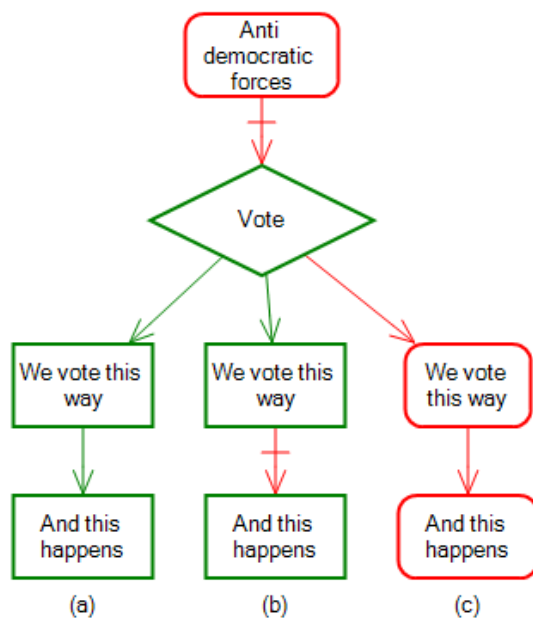 Anti
democratic
forces
Vote
We vote this
way
We vote this
way
We vote
this way
And this
happens
And this
happens
And this
happens
(a)
(b)
(c)